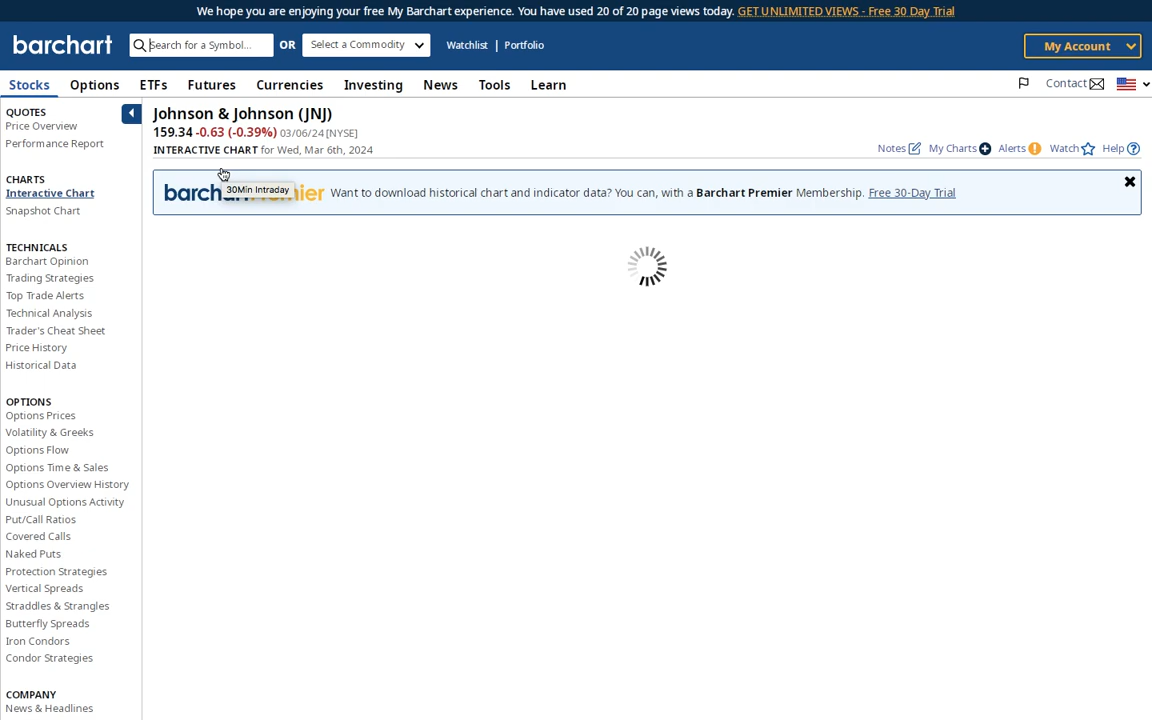 We hope you are enjoying your free My Barchart experience. You have used 20 of 20 page views today. GET UNLIMITED VIEWS - Free 30 Day Trial
barchart Search for a Symbol... OR Select a Commodity Watchlist | Portfolio My Account
Stocks Options ETFs Futures Currencies Investing News Tools Learn Contact
QUOTES
Price Overview
Performance Report
CHARTS
Interactive Chart
Snapshot Chart
TECHNICALS
Barchart Opinion
Trading Strategies
Top Trade Alerts
Technical Analysis
Trader's Cheat Sheet
Price History
Historical Data
OPTIONS
Options Prices
Volatility & Greeks
Options Flow
Options Time & Sales
Options Overview History
Unusual Options Activity
Put/Call Ratios
Covered Calls
Naked Puts
Protection Strategies
Vertical Spreads
Straddles & Strangles
Butterfly Spreads
Iron Condors
Condor Strategies
COMPANY
News & Headlines
Johnson & Johnson (JNJ)
159.34 -0.63 (-0.39%) 03/06/24 [NYSE]
INTERACTIVE CHART for Wed, Mar 6th, 2024
Notes My Charts Alerts Watch Help
30Min Intraday
Want to download historical chart and indicator data? You can, with a Barchart Premier Membership. Free 30-Day Trial